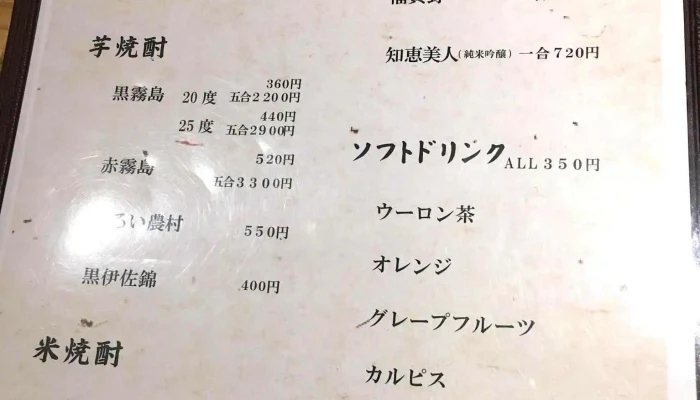 芋焼酎
黒霧島 20度 360円
五合2200円
25度 440円
五合2900円
赤霧島 520円
五合3300円
ろい農村 550円
黒伊佐錦 400円
米焼酎
知恵美人(純米吟醸) 一合720円
ソフトドリンク ALL350円
ウーロン茶
オレンジ
グレープフルーツ
カルピス